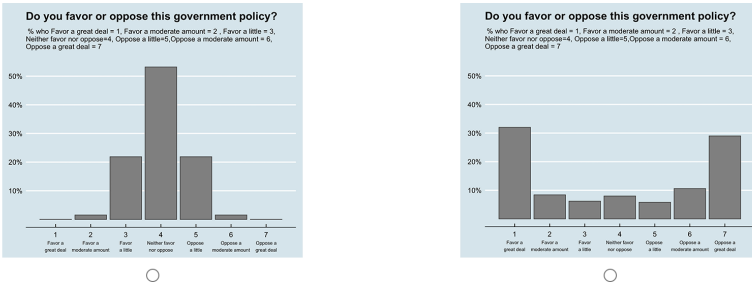 Do you favor or oppose this government policy?
% who Favor a great deal = 1, Favor a moderate amount = 2 , Favor a little = 3,
Neither favor nor oppose=4, Oppose a little=5,Oppose a moderate amount = 6,
Oppose a great deal = 7
50%
40%
30%
20%
10%
1 2 3 4 5 6 7
Favor a Favor a Favor Neither favor Oppose Oppose a Oppose a
great deal moderate amount a little nor oppose a little moderate amount great deal
Do you favor or oppose this government policy?
% who Favor a great deal = 1, Favor a moderate amount = 2 , Favor a little = 3,
Neither favor nor oppose=4, Oppose a little=5,Oppose a moderate amount = 6,
Oppose a great deal = 7
50%
40%
30%
20%
10%
1 2 3 4 5 6 7
Favor a Favor a Favor Neither favor Oppose Oppose a Oppose a
great deal moderate amount a little nor oppose a little moderate amount great deal